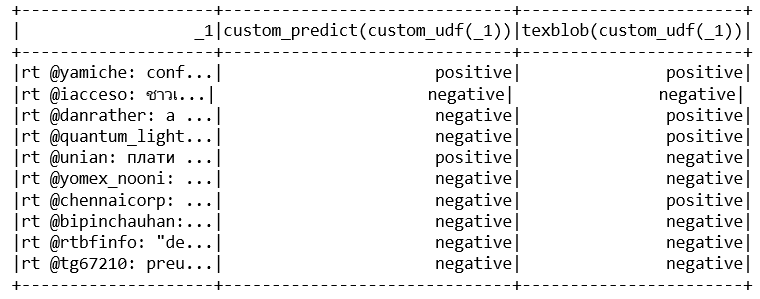 +--------------------+------------------------------+----------------------+
|                  _1|custom_predict(custom_udf(_1))|texblob(custom_udf(_1))|
+--------------------+------------------------------+----------------------+
|rt @yamiche: conf...|                      positive|               positive|
|rt @iacceso: ชาวเ...|                      negative|               negative|
|rt @danrather: a ...|                      negative|               positive|
|rt @quantum_light...|                      negative|               positive|
|rt @unian: плати ...|                      positive|               negative|
|rt @yomex_nooni: ...|                      negative|               negative|
|rt @chennaicorp: ...|                      negative|               positive|
|rt @bipinchauhan:...|                      negative|               negative|
|rt @rtbfinfo: "de...|                      negative|               negative|
|rt @tg67210: preu...|                      negative|               negative|
+--------------------+------------------------------+----------------------+